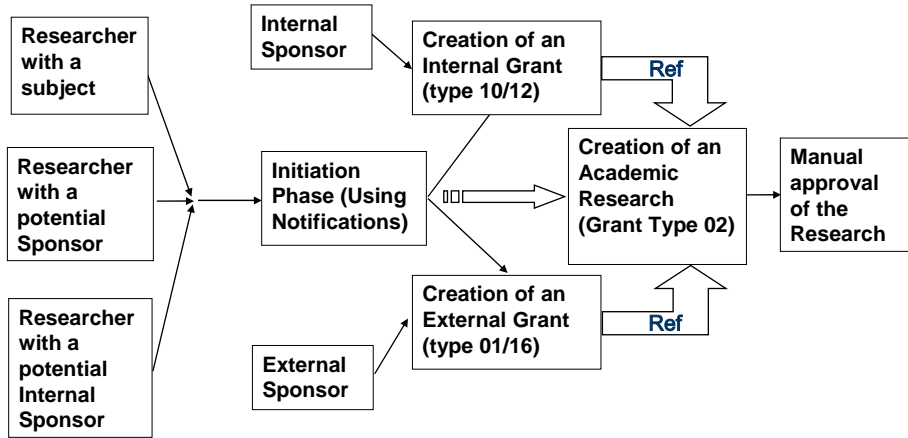 Researcher
with a
subject
Researcher
with a
potential
Sponsor
Researcher
with a
potential
Internal
Sponsor
Initiation
Phase (Using
Notifications)
Internal
Sponsor
Creation of an
Internal Grant
(type 10/12)
Ref
Creation of an
Academic
Research
(Grant Type 02)
Manual
approval
of the
Research
External
Sponsor
Creation of an
External Grant
(type 01/16)
Ref